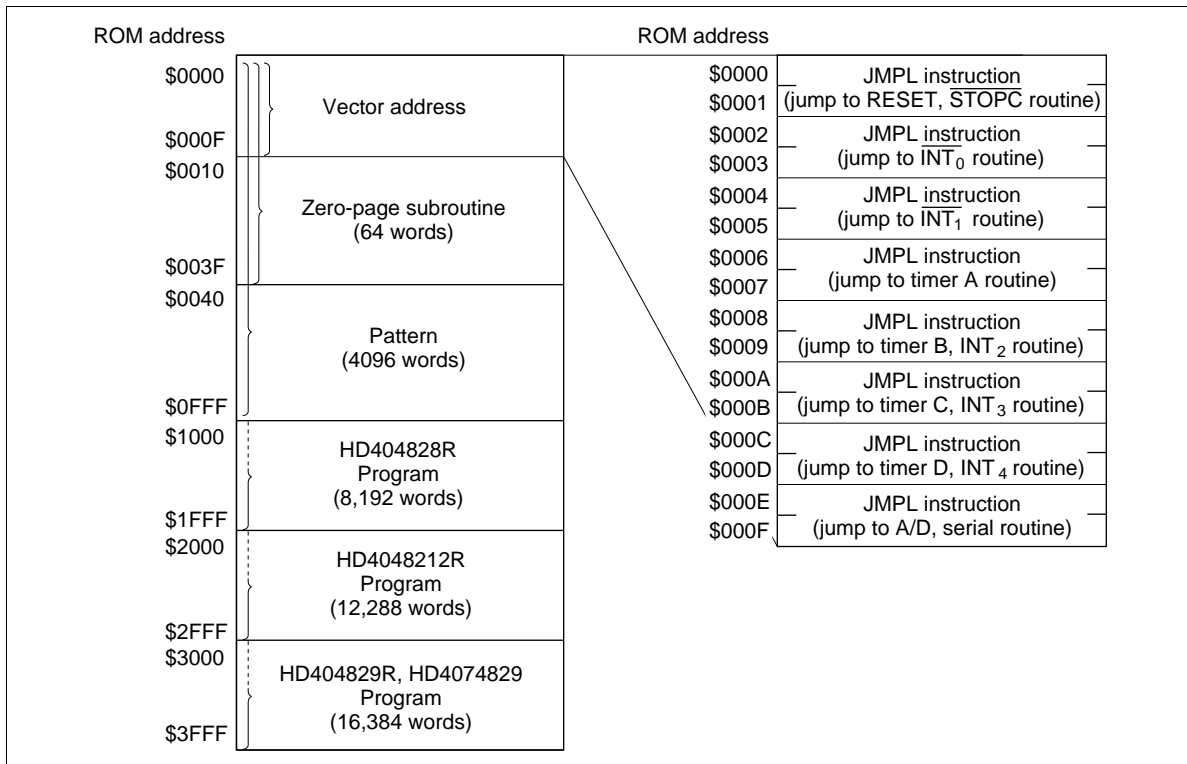 ROM address
$0000
Vector address
$000F
$0010
Zero-page subroutine
(64 words)
$003F
$0040
Pattern
(4096 words)
$0FFF
$1000
HD404828R
Program
(8,192 words)
$1FFF
$2000
HD4048212R
Program
(12,288 words)
$2FFF
$3000
HD404829R, HD4074829
Program
(16,384 words)
$3FFF
ROM address
$0000
JMPL instruction
$0001
(jump to RESET, STOPC routine)
$0002
JMPL instruction
$0003
(jump to INT0 routine)
$0004
JMPL instruction
$0005
(jump to INT1 routine)
$0006
JMPL instruction
$0007
(jump to timer A routine)
$0008
JMPL instruction
$0009
(jump to timer B, INT2 routine)
$000A
JMPL instruction
$000B
(jump to timer C, INT3 routine)
$000C
JMPL instruction
$000D
(jump to timer D, INT4 routine)
$000E
JMPL instruction
$000F
(jump to A/D, serial routine)